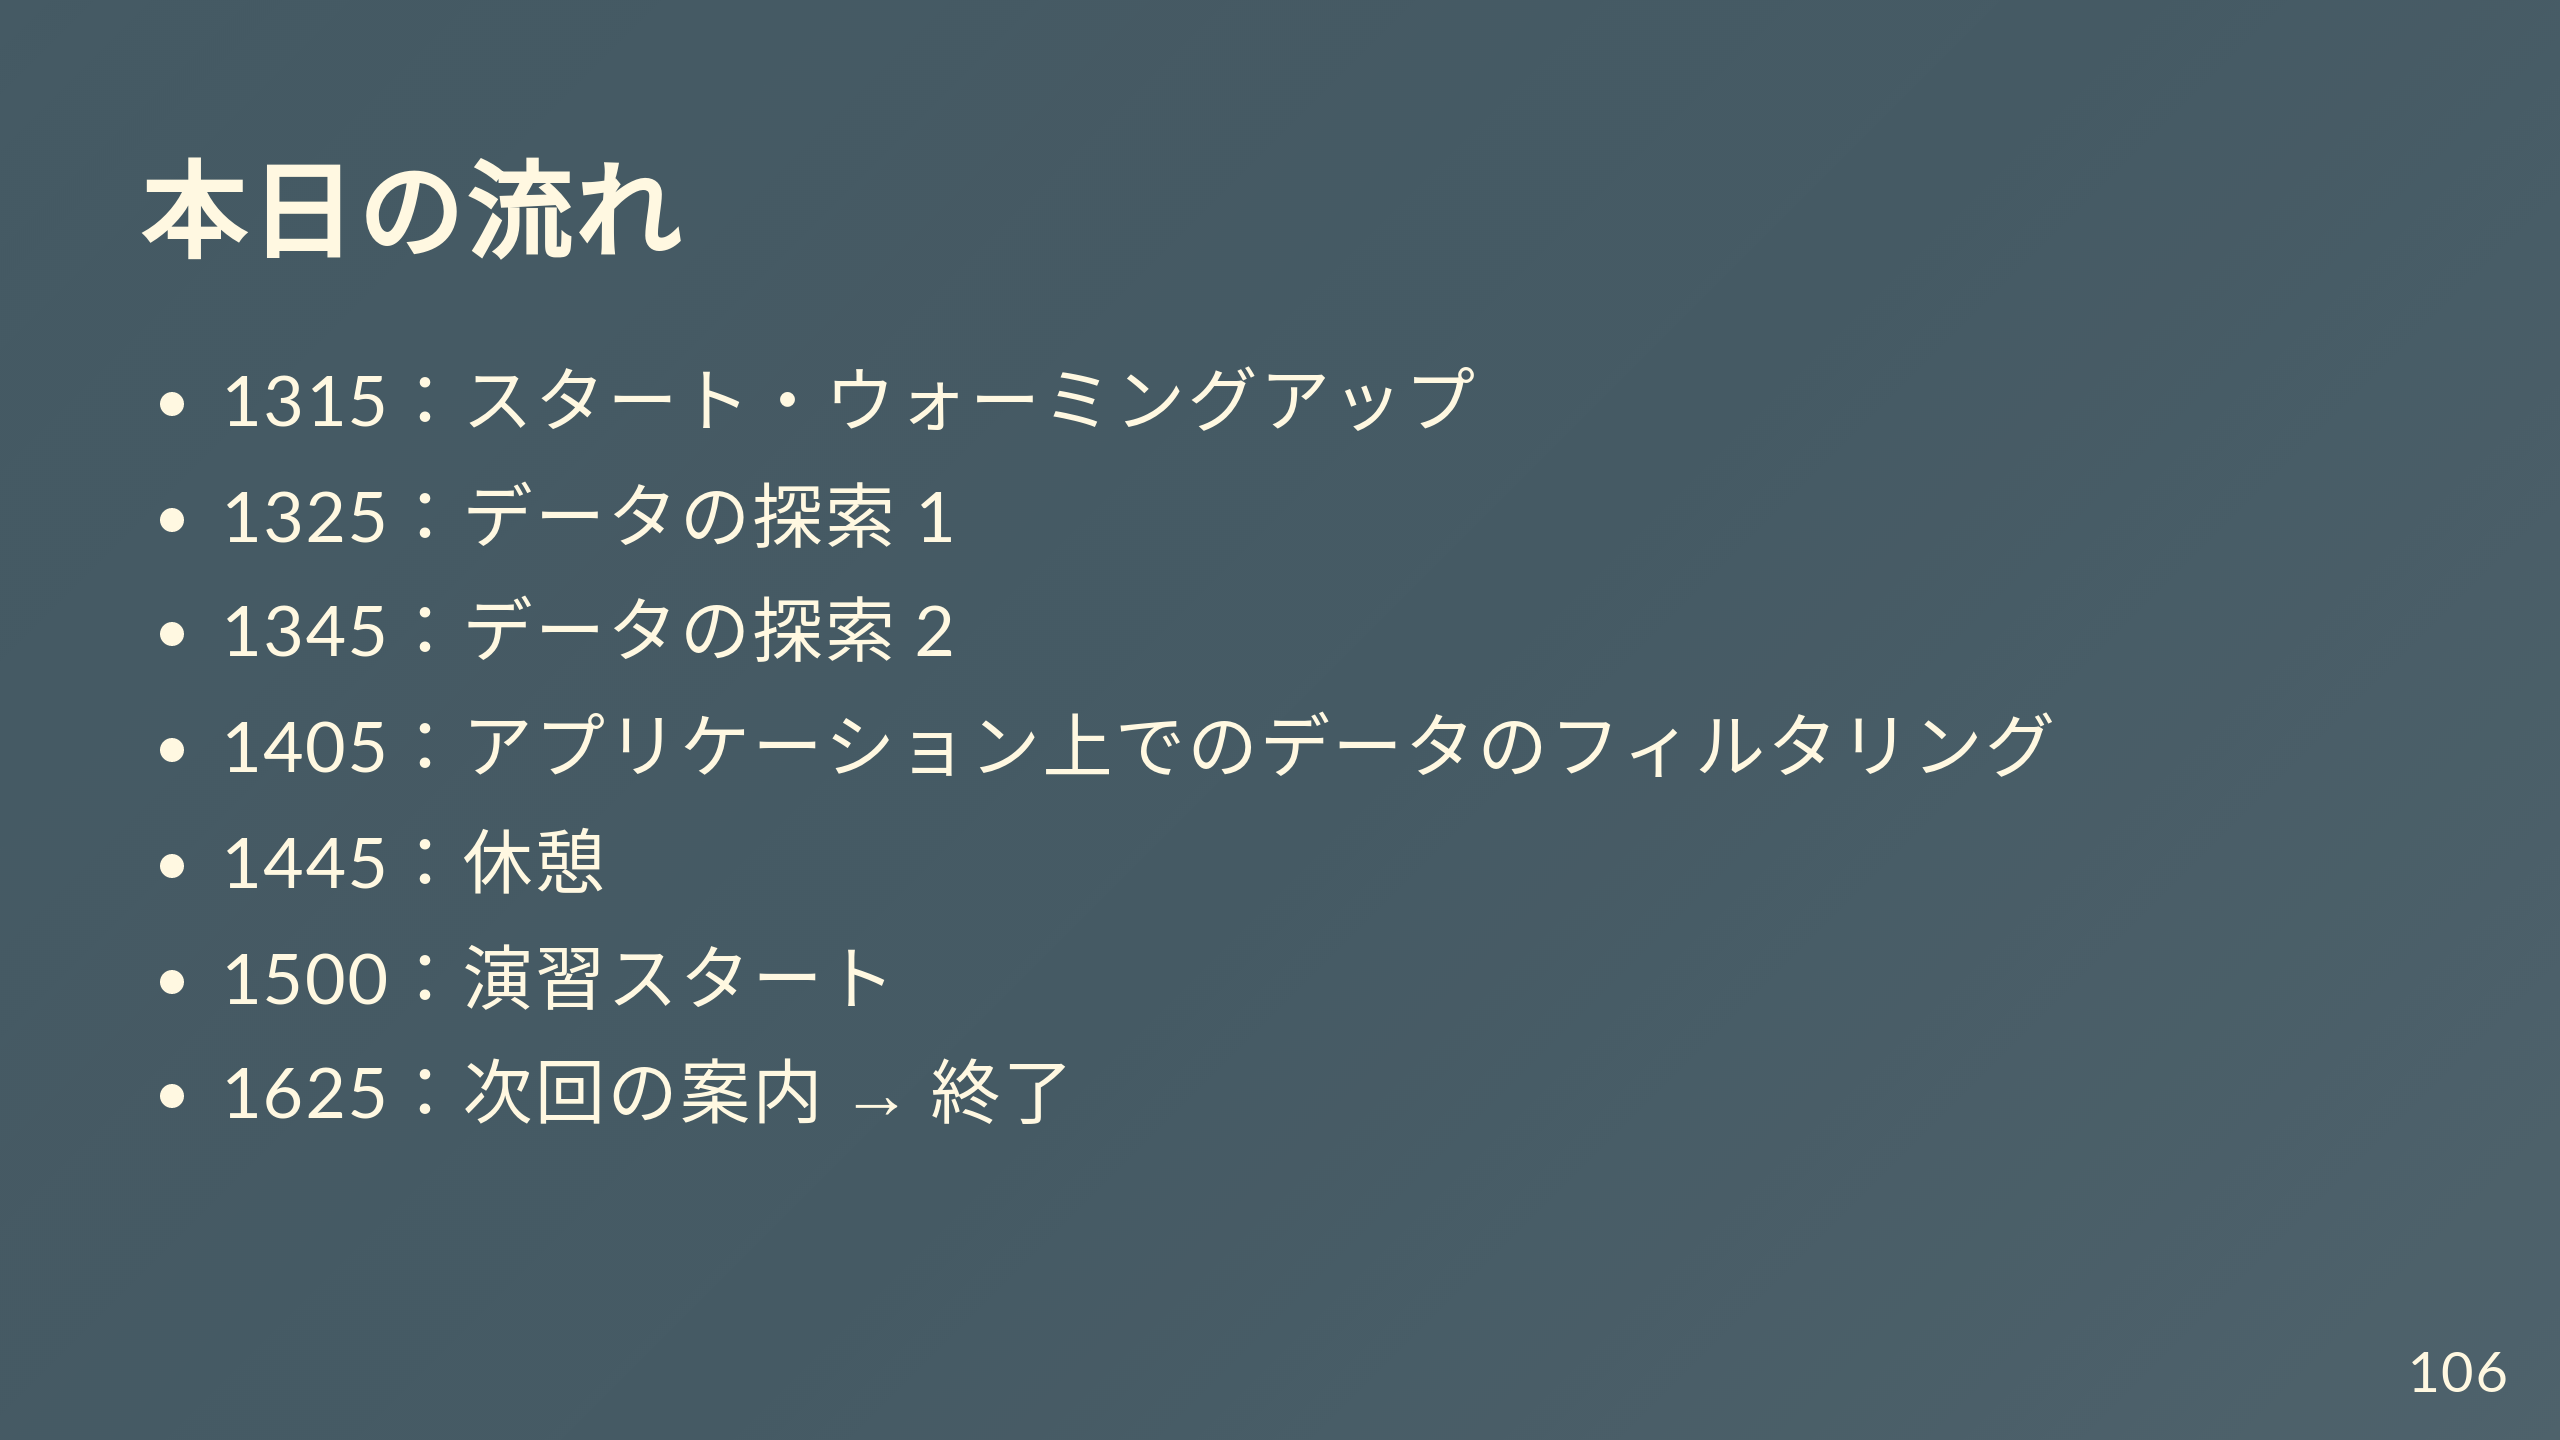 本日の流れ
• 1315：スタート・ウォーミングアップ
• 1325：データの探索 1
• 1345：データの探索 2
• 1405：アプリケーション上でのデータのフィルタリング
• 1445：休憩
• 1500：演習スタート
• 1625：次回の案内 → 終了
106